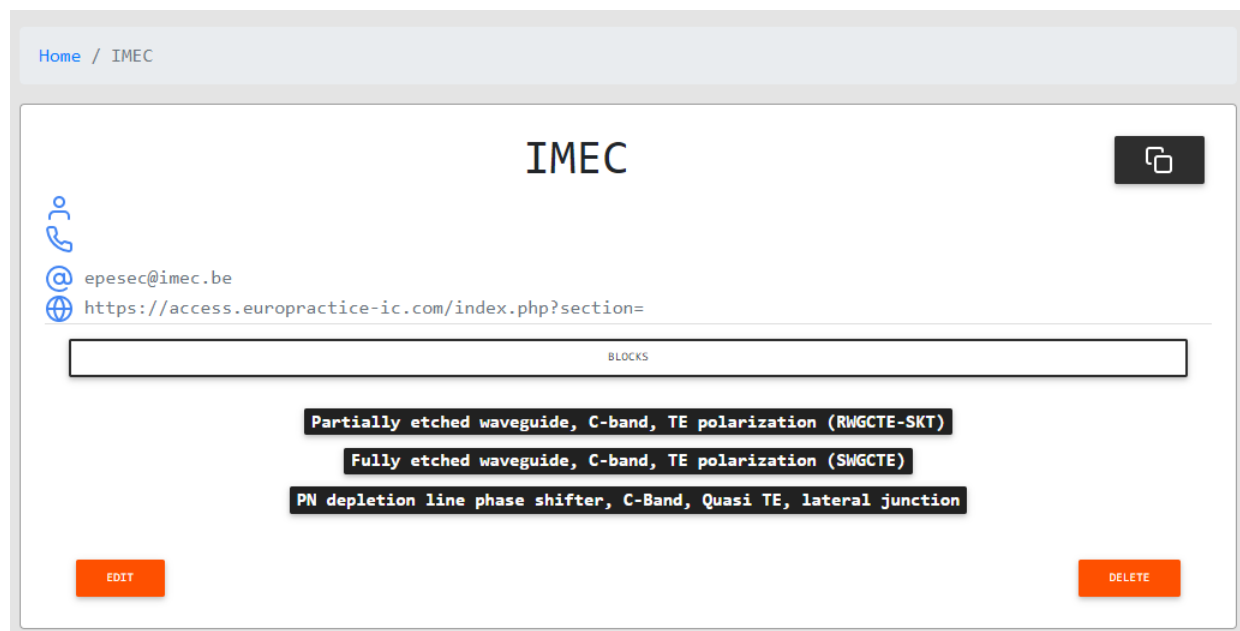 Home / IMEC
IMEC
epesec@imec.be
https://access.europractice-ic.com/index.php?section=
BLOCKS
Partially etched waveguide, C-band, TE polarization (RWGCTE-SKT)
Fully etched waveguide, C-band, TE polarization (SWGCTE)
PN depletion line phase shifter, C-Band, Quasi TE, lateral junction
EDIT
DELETE